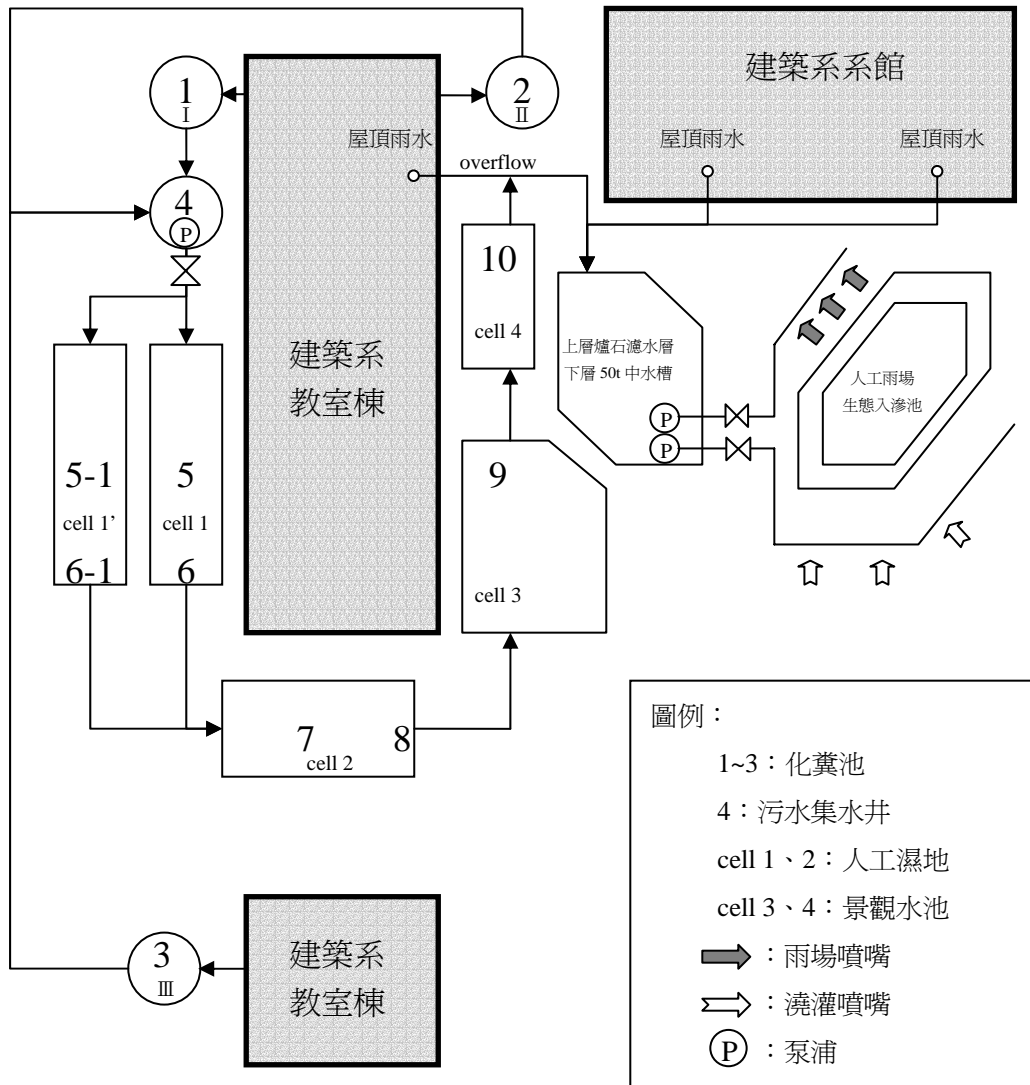 1
I
2
II
建築系系館
屋頂雨水
屋頂雨水
屋頂雨水
overflow
4
P
10
cell 4
上層爐石濾水層
下層 50t 中水槽
人工雨場
生態入滲池
建築系
教室棟
P
P
5-1
cell 1’
6-1
5
cell 1
6
9
cell 3
7
8
cell 2
3
III
建築系
教室棟
圖例：
1~3：化糞池
4：污水集水井
cell 1、2：人工濕地
cell 3、4：景觀水池
：雨場噴嘴
：澆灌噴嘴
P：泵浦